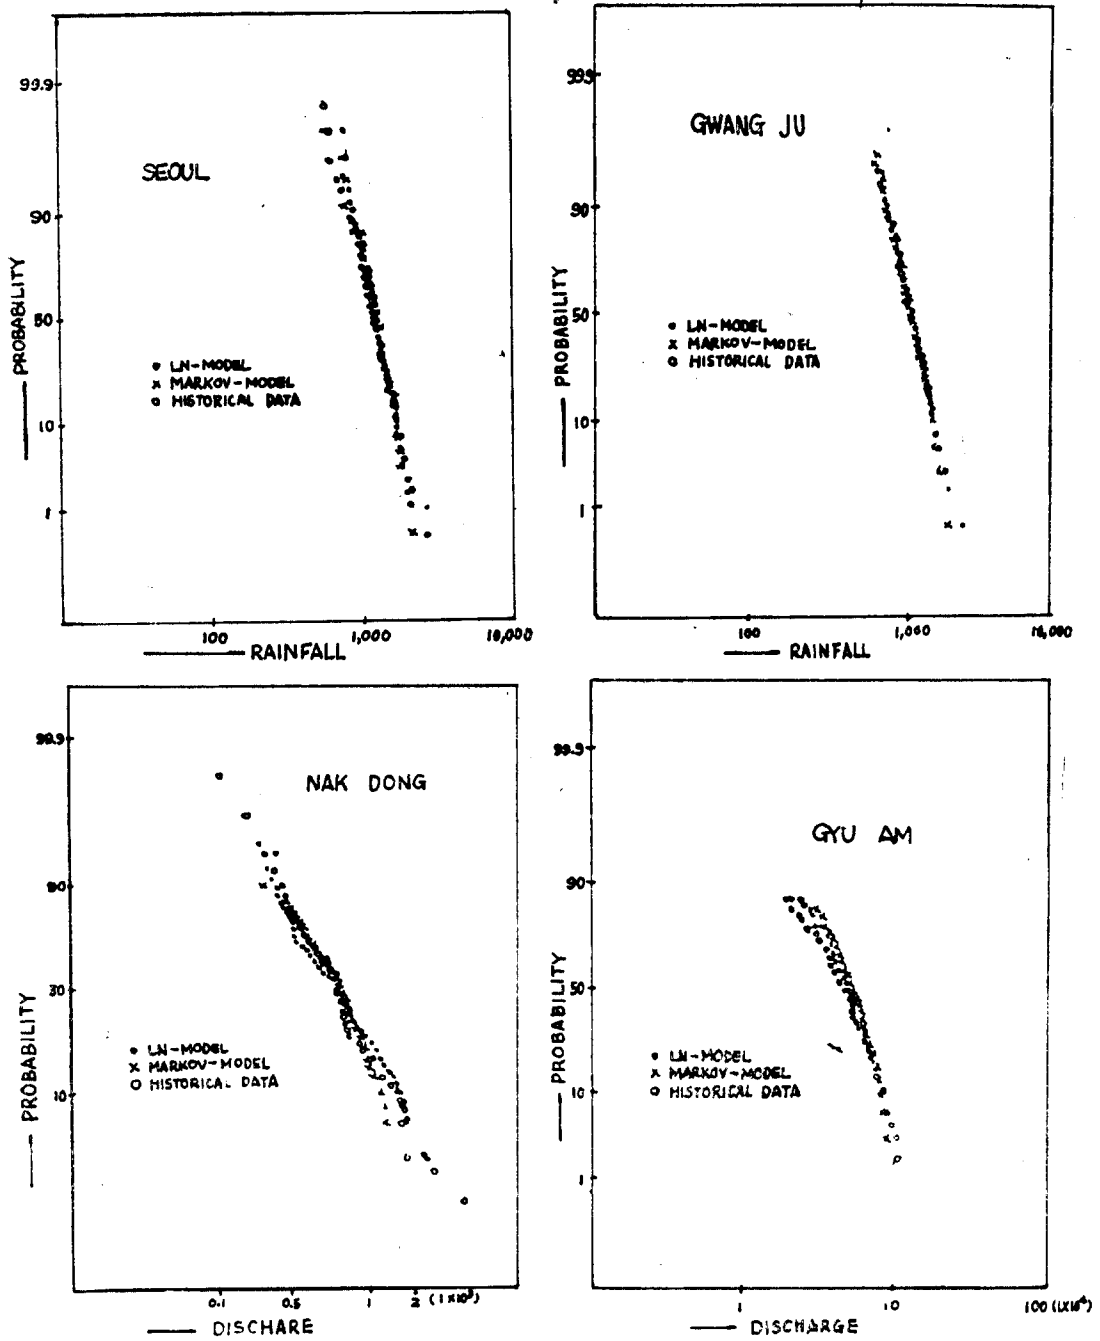 99.9
90
50
10
1
SEOUL
PROBABILITY
• LN-MODEL
x MARKOV-MODEL
o HISTORICAL DATA
100
1,000
10,000
RAINFALL
99.9
90
50
10
1
GWANG JU
PROBABILITY
• LN-MODEL
x MARKOV-MODEL
o HISTORICAL DATA
100
1,000
10,000
RAINFALL
99.9
90
50
10
NAK DONG
PROBABILITY
• LN-MODEL
x MARKOV-MODEL
o HISTORICAL DATA
0.1
0.5
1
2 (1X10⁵)
DISCHARE
99.9
90
50
10
1
GYU AM
PROBABILITY
• LN-MODEL
x MARKOV-MODEL
o HISTORICAL DATA
1
10
100 (1X10⁶)
DISCHARGE